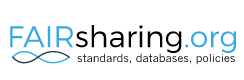 FAIRsharing.org
standards, databases, policies